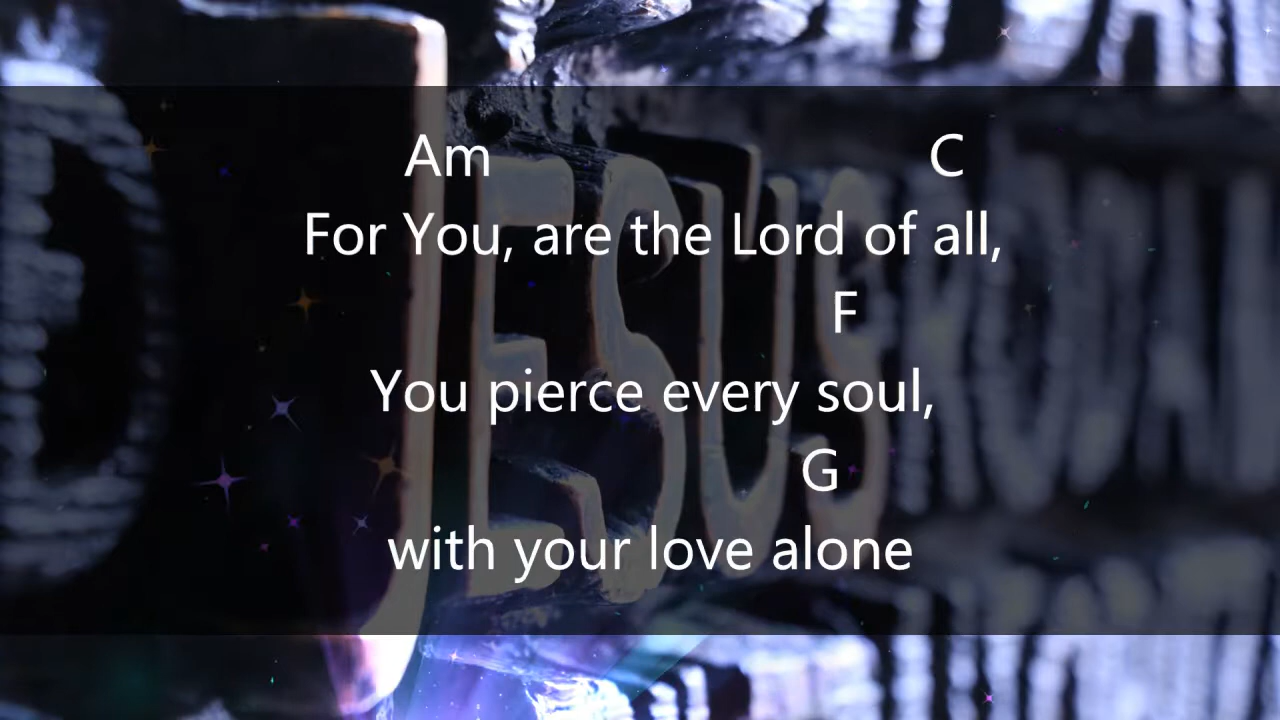 Am C
For You, are the Lord of all,
F
You pierce every soul,
G
with your love alone
JESUS